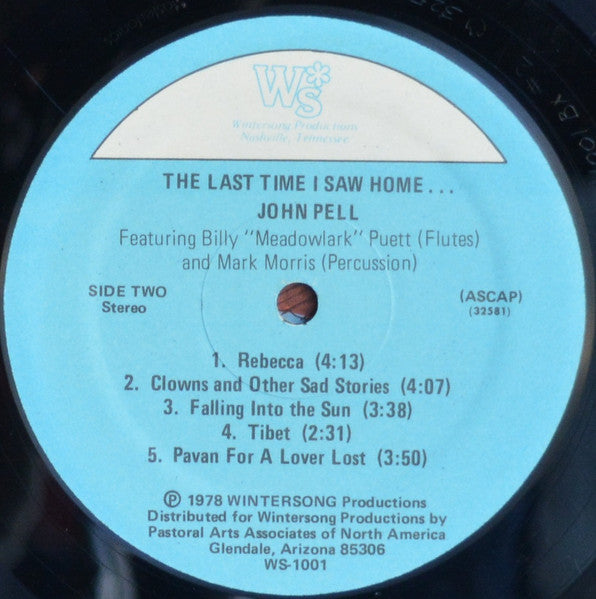 WS
Wintersong Productions
Nashville, Tennessee
THE LAST TIME I SAW HOME...
JOHN PELL
Featuring Billy "Meadowlark" Puett (Flutes)
and Mark Morris (Percussion)
SIDE TWO
Stereo
(ASCAP)
(32581)
1. Rebecca (4:13)
2. Clowns and Other Sad Stories (4:07)
3. Falling Into the Sun (3:38)
4. Tibet (2:31)
5. Pavan For A Lover Lost (3:50)
℗ 1978 WINTERSONG Productions
Distributed for Wintersong Productions by
Pastoral Arts Associates of North America
Glendale, Arizona 85306
WS-1001